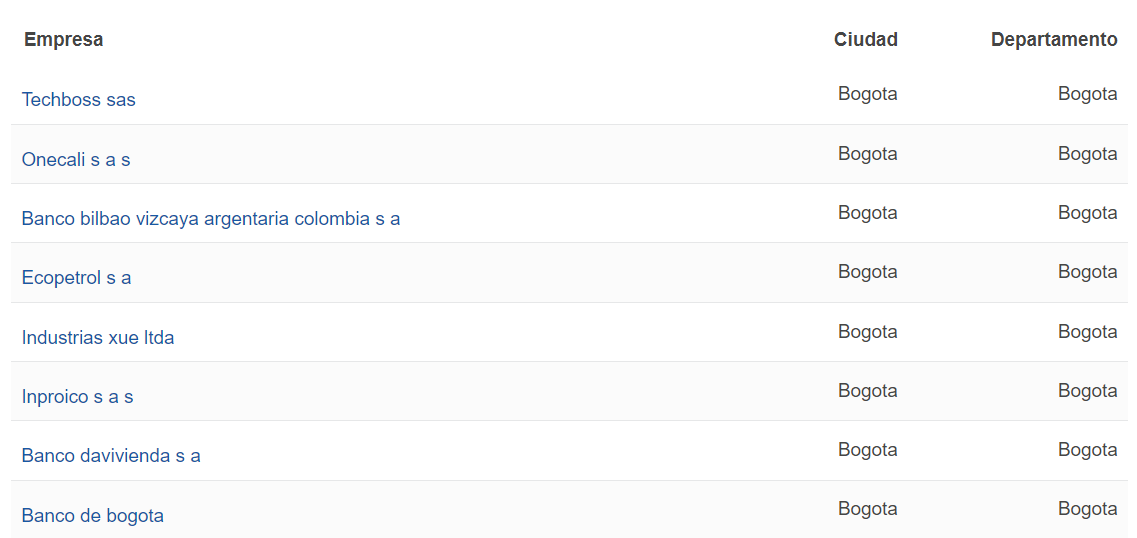 Empresa Ciudad Departamento
Techboss sas Bogota Bogota
Onecali s a s Bogota Bogota
Banco bilbao vizcaya argentaria colombia s a Bogota Bogota
Ecopetrol s a Bogota Bogota
Industrias xue ltda Bogota Bogota
Inproico s a s Bogota Bogota
Banco davivienda s a Bogota Bogota
Banco de bogota Bogota Bogota